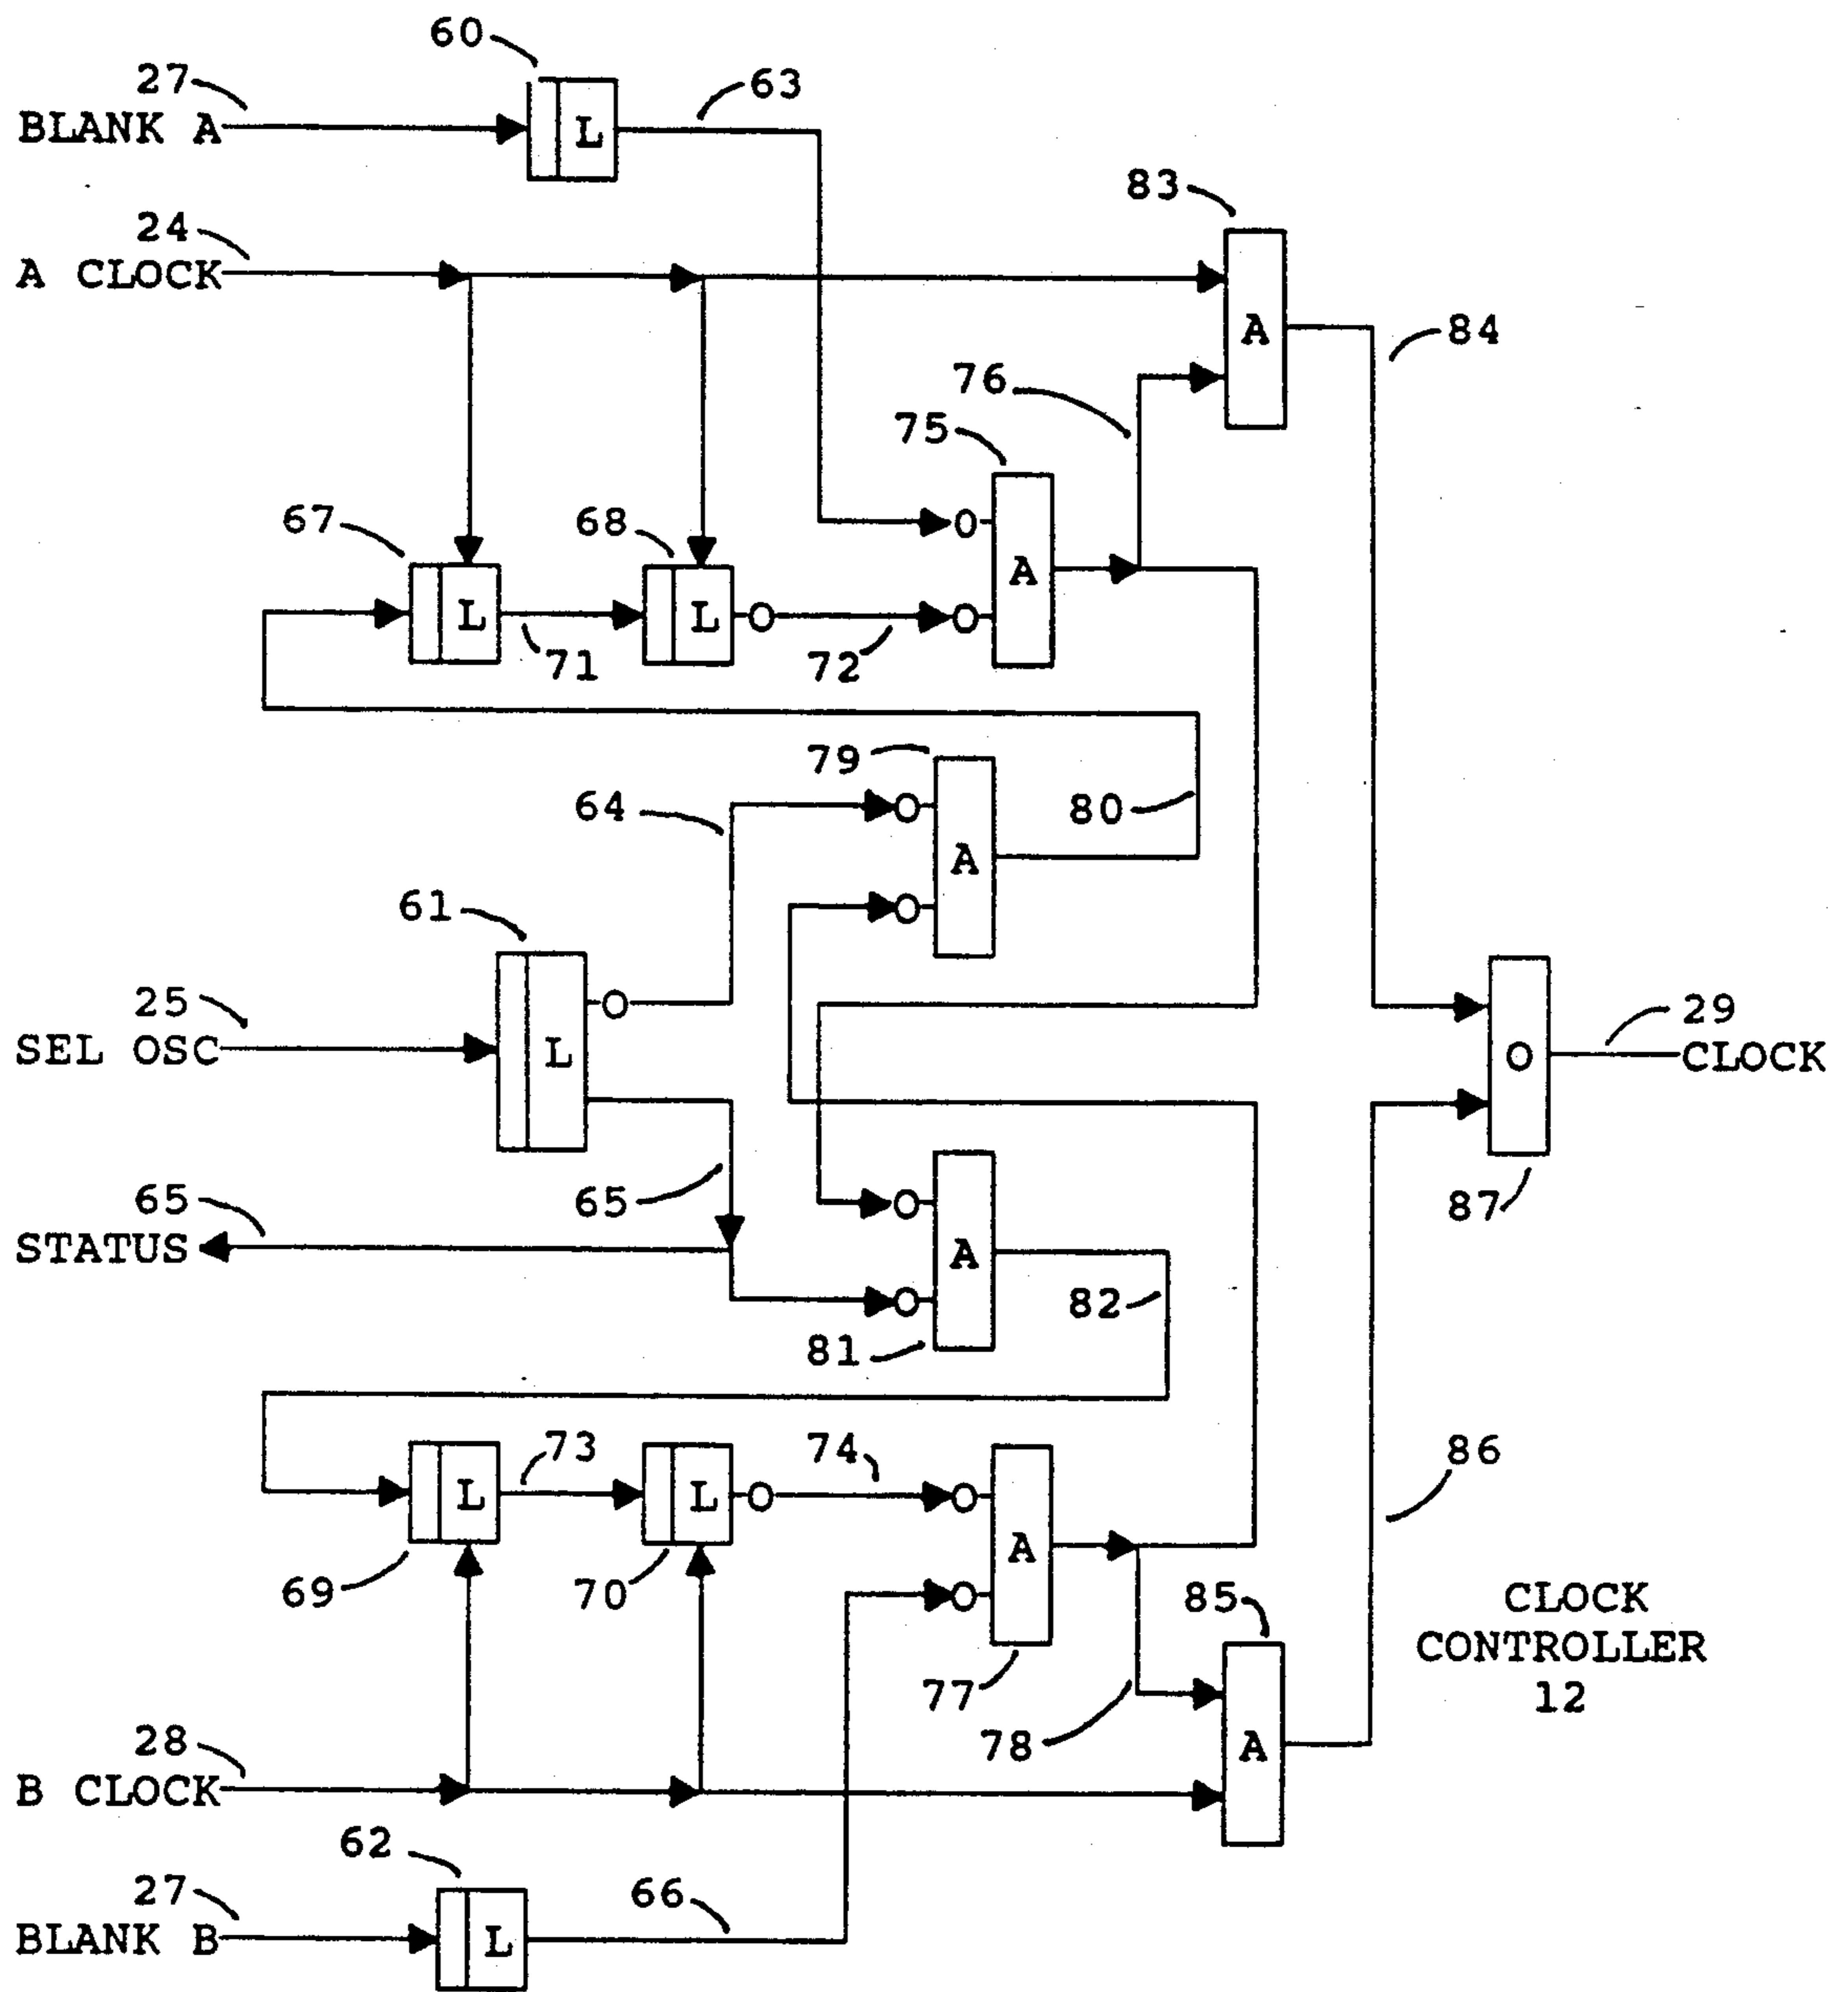 60
27
BLANK A
L
63
24
A CLOCK
83
A
84
76
75
67
68
A
L
L
71
72
79
64
80
A
61
25
SEL OSC
L
29
CLOCK
O
65
65
STATUS
87
A
82
81
73
74
86
L
L
A
69
70
85
CLOCK
CONTROLLER
12
77
28
78
A
B CLOCK
62
27
66
BLANK B
L